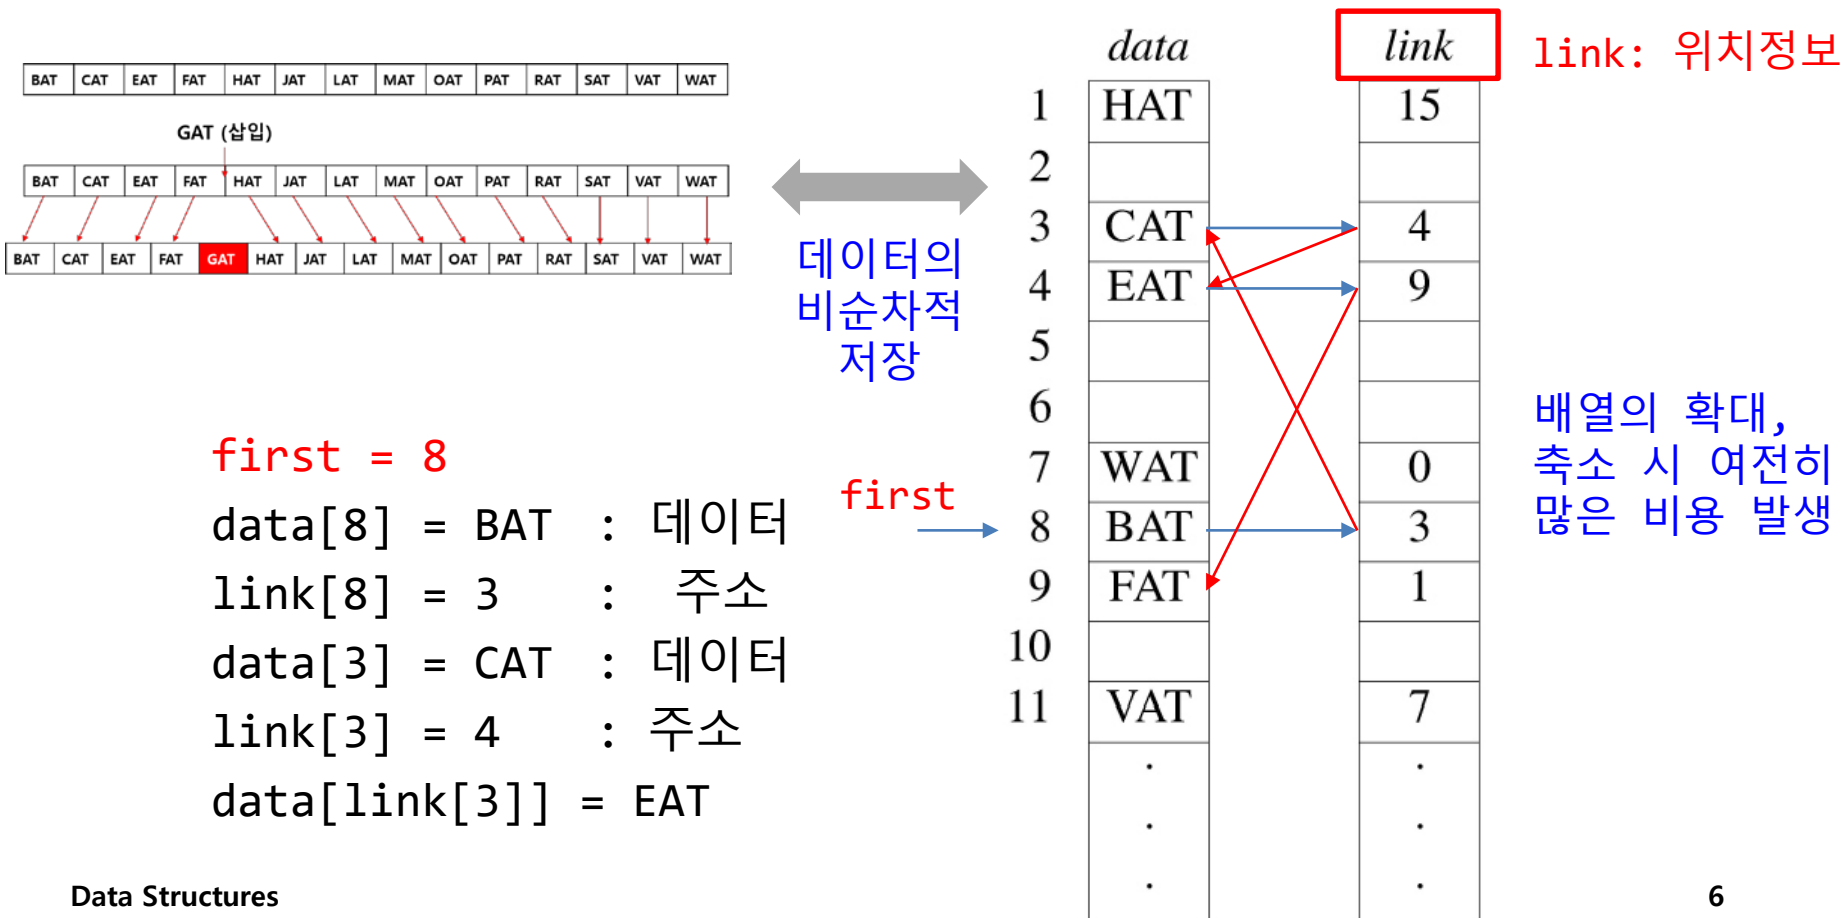 BAT CAT EAT FAT HAT JAT LAT MAT OAT PAT RAT SAT VAT WAT
GAT (삽입)
BAT CAT EAT FAT HAT JAT LAT MAT OAT PAT RAT SAT VAT WAT
BAT CAT EAT FAT GAT HAT JAT LAT MAT OAT PAT RAT SAT VAT WAT
데이터의
비순차적
저장
first = 8
data[8] = BAT : 데이터
link[8] = 3 : 주소
data[3] = CAT : 데이터
link[3] = 4 : 주소
data[link[3]] = EAT
first
data link
1 HAT 15
2
3 CAT 4
4 EAT 9
5
6
7 WAT 0
8 BAT 3
9 FAT 1
10
11 VAT 7
. .
. .
. .
link: 위치정보
배열의 확대,
축소 시 여전히
많은 비용 발생
Data Structures
6